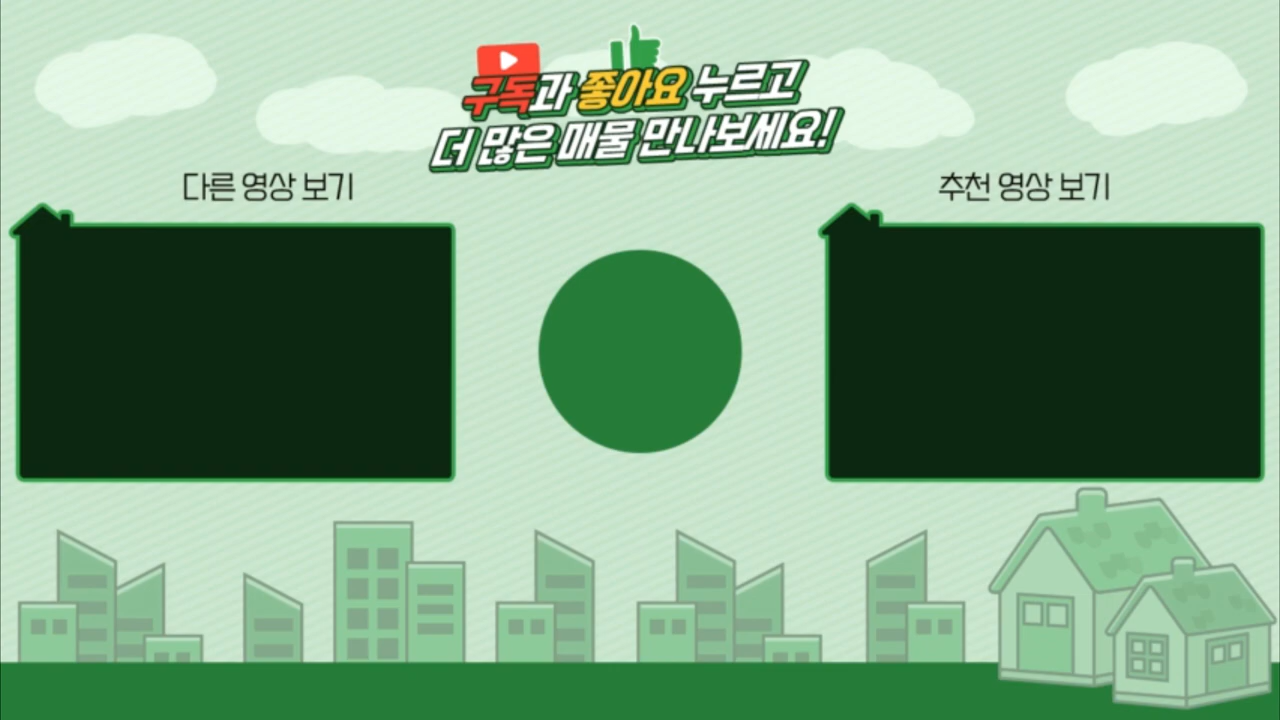 구독과 좋아요 누르고
더 많은 매물 만나보세요!
다른 영상 보기
추천 영상 보기